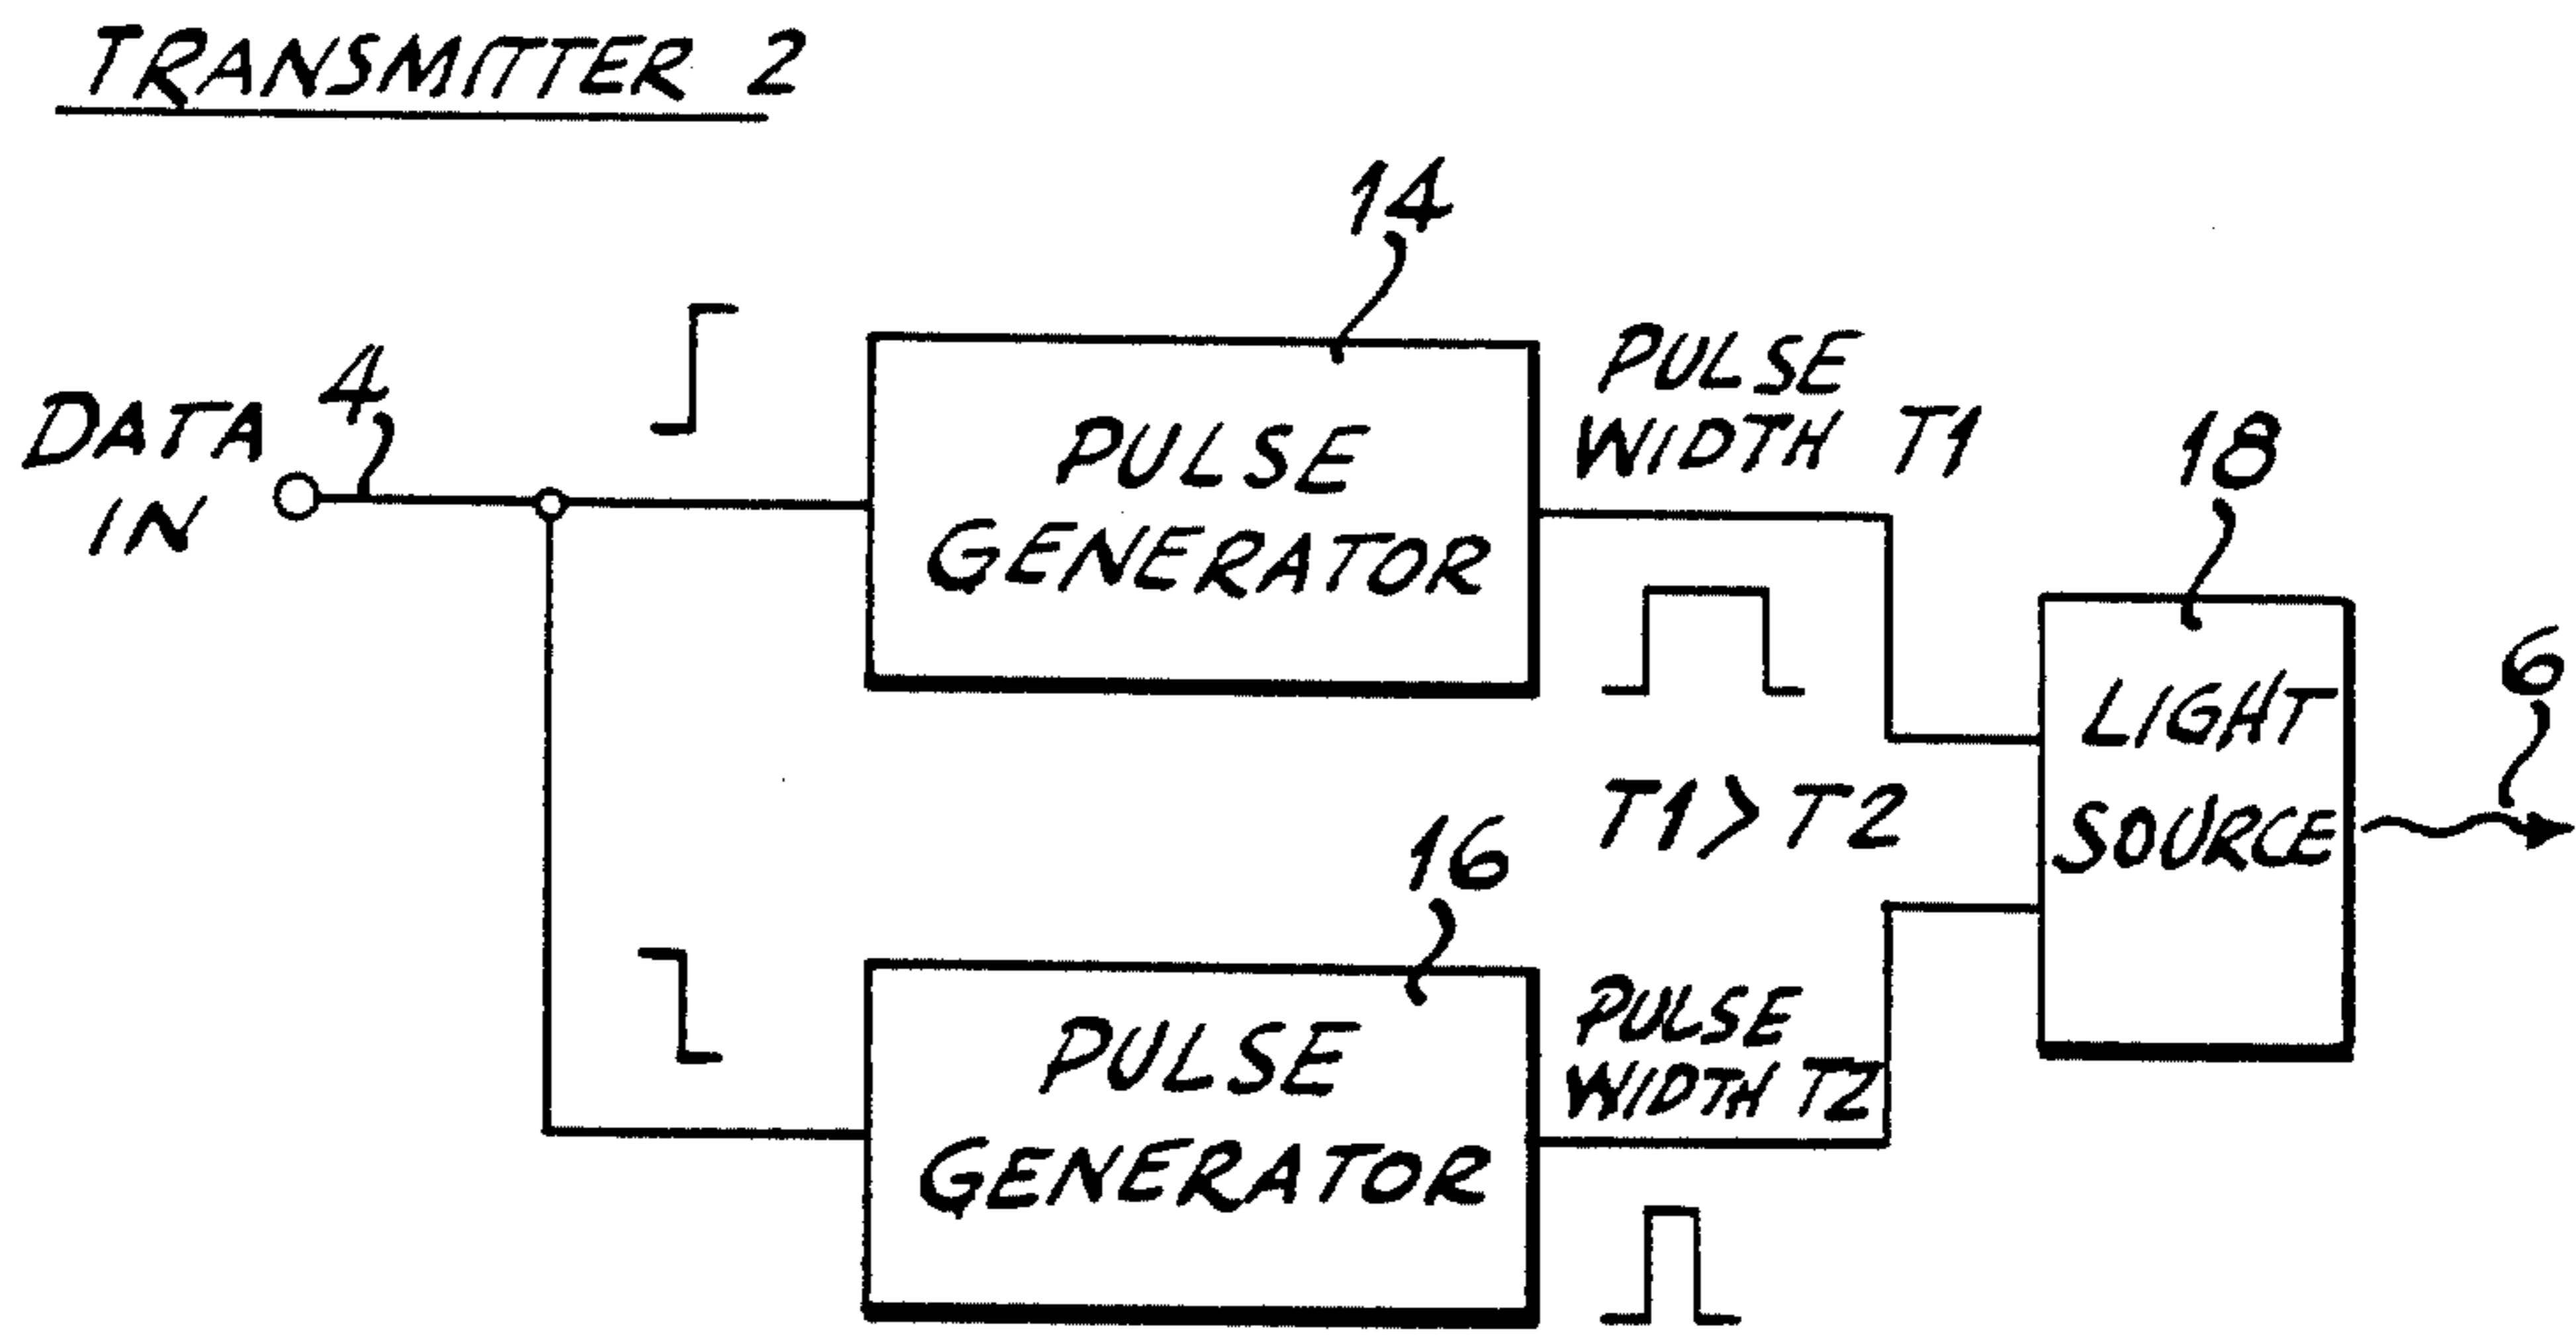 TRANSMITTER 2
14
PULSE
WIDTH T1
4
DATA
IN
PULSE
GENERATOR
18
LIGHT
SOURCE
6
T1 > T2
16
PULSE
GENERATOR
PULSE
WIDTH T2